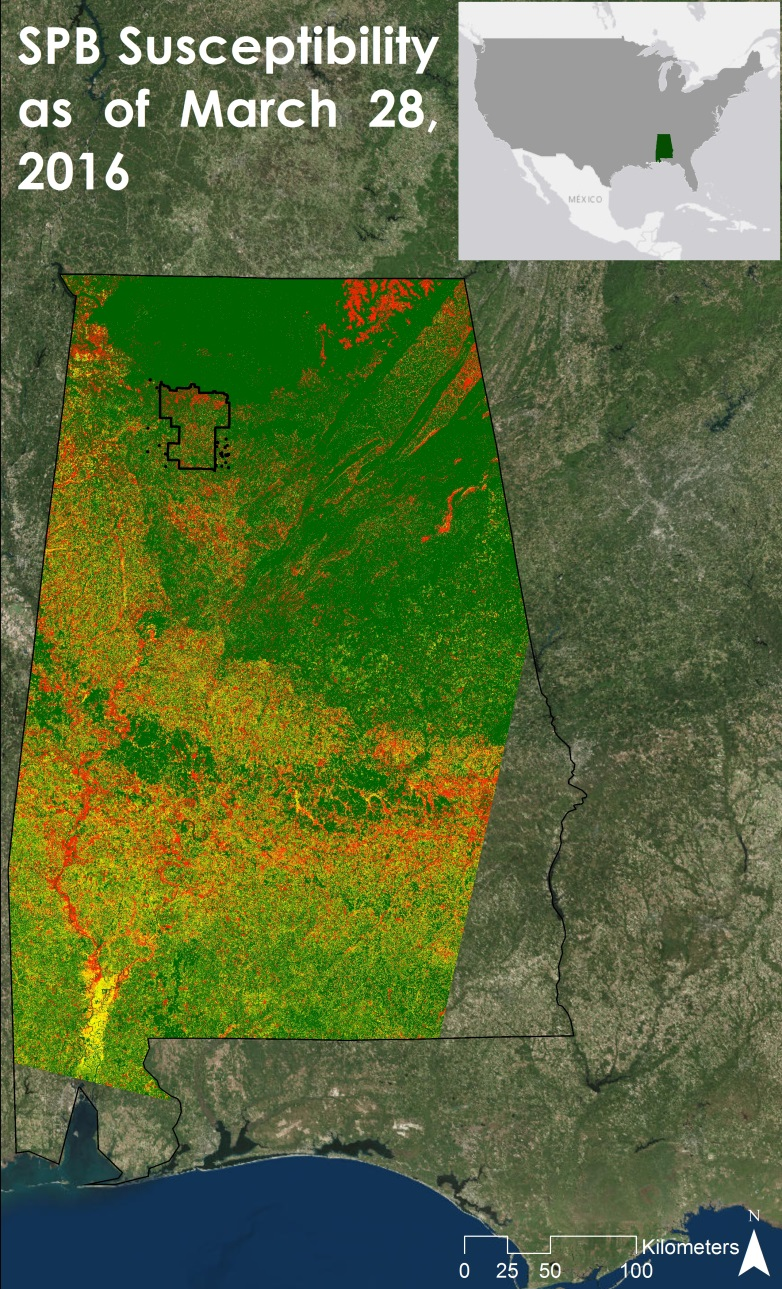 SPB Susceptibility
as of March 28,
2016
MÉXICO
N
Kilometers
0 25 50 100